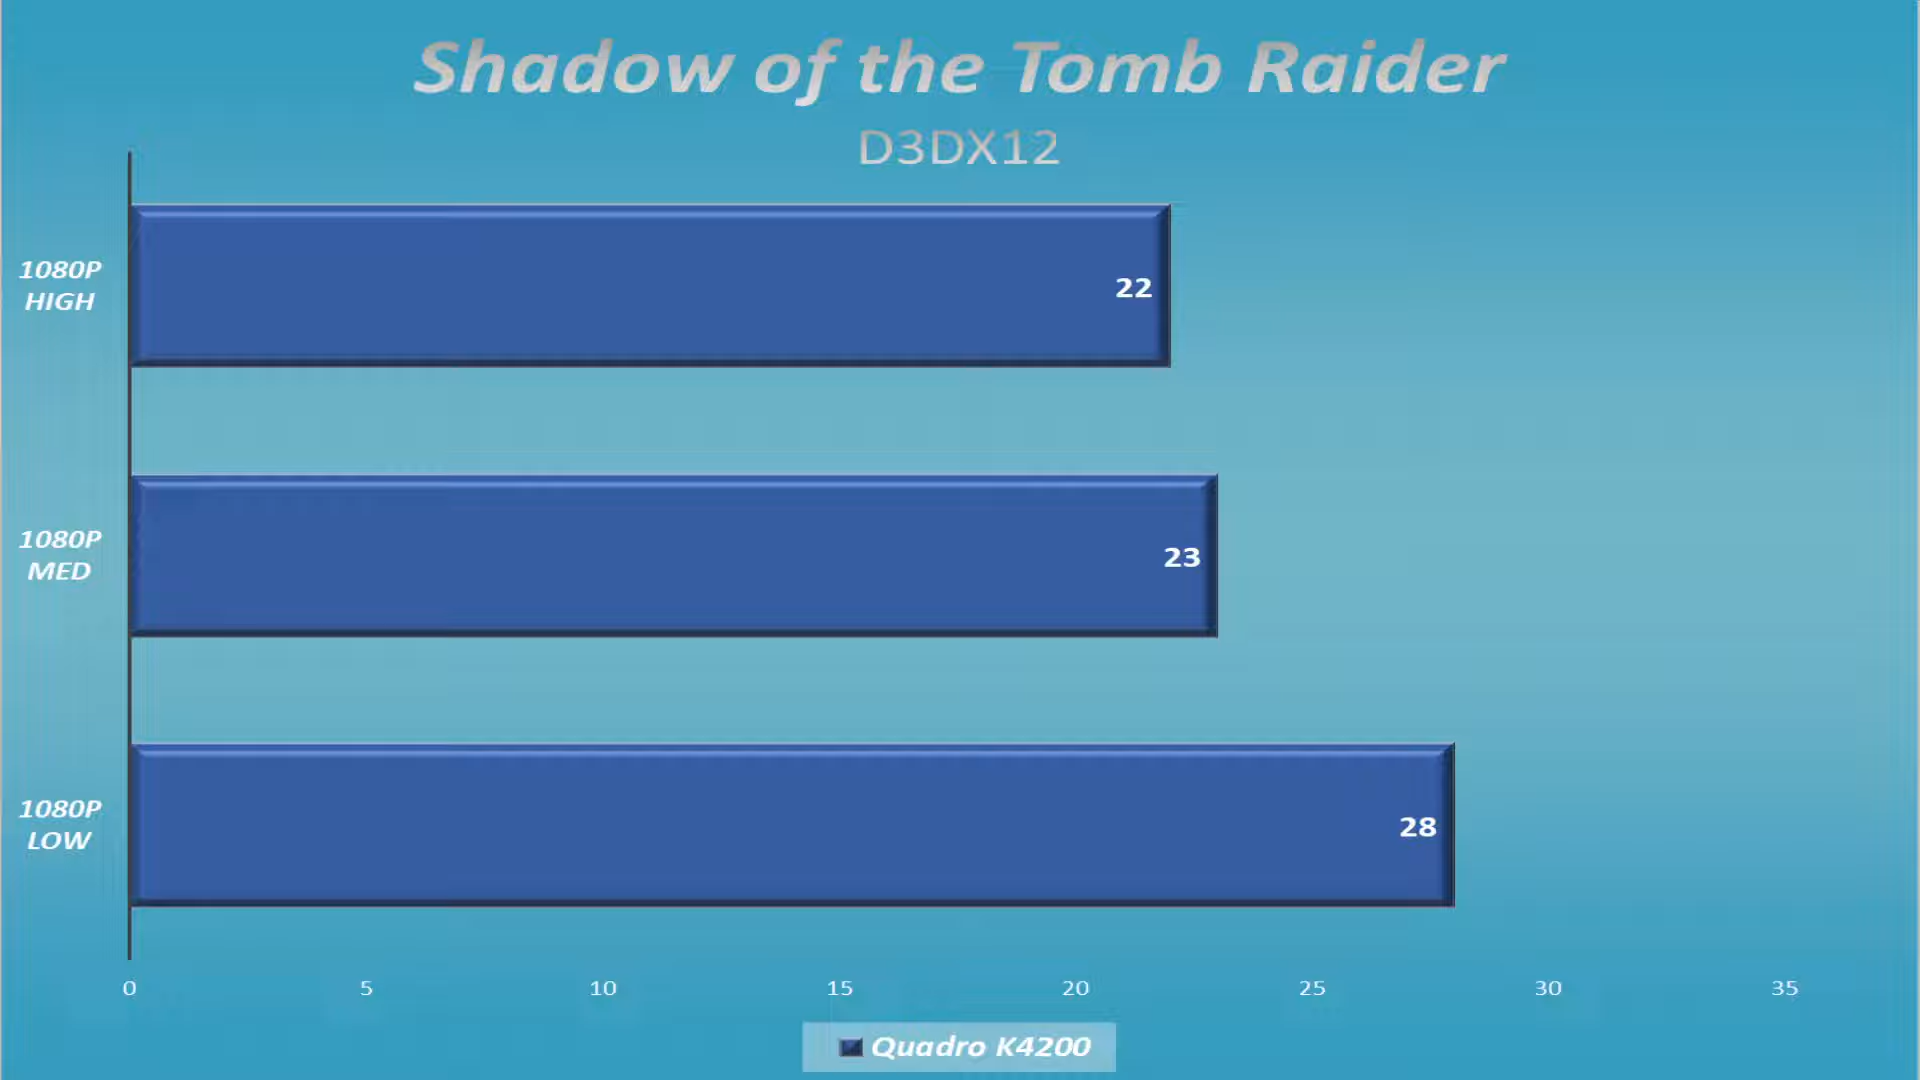 Shadow of the Tomb Raider
D3DX12
1080P
HIGH
22
1080P
MED
23
1080P
LOW
28
0 5 10 15 20 25 30 35
Quadro K4200